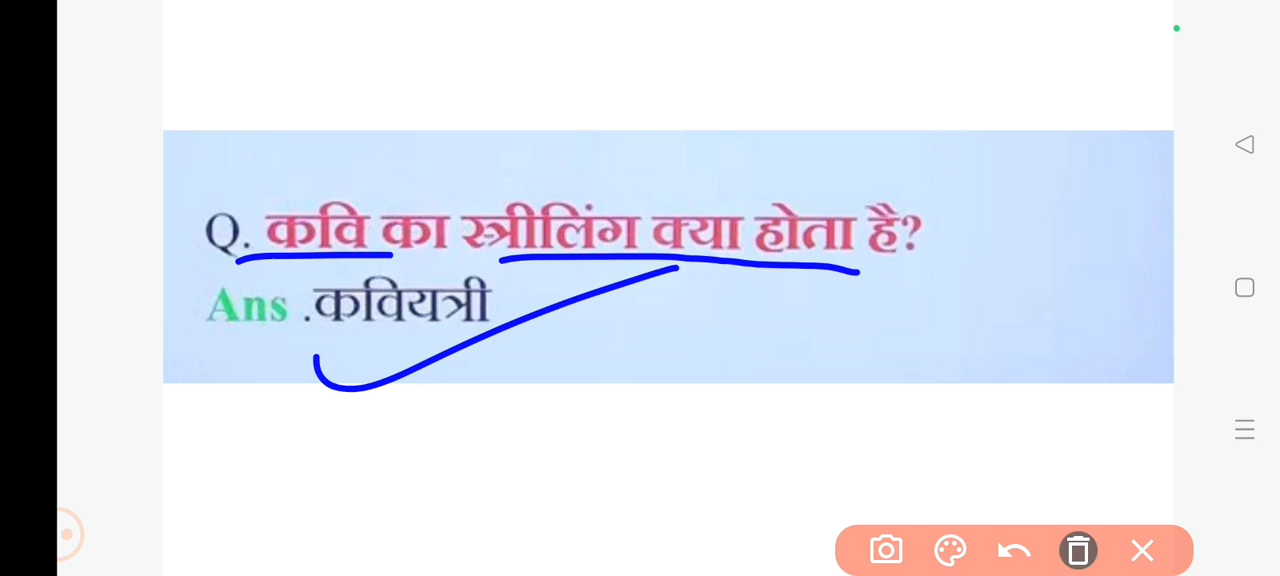 Q. कवि का स्त्रीलिंग क्या होता है?
Ans .कवियत्री